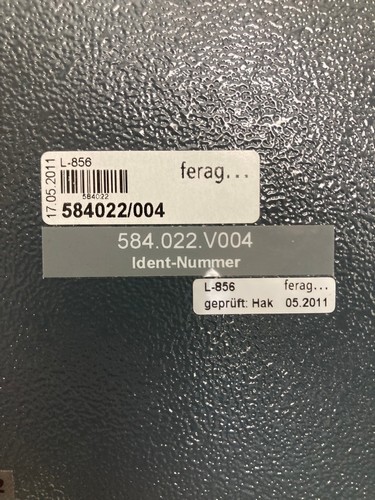 17.05.2011
L-856
ferag...
584022
584022/004
584.022.V004
Ident-Nummer
L-856 ferag...
geprüft: Hak 05.2011